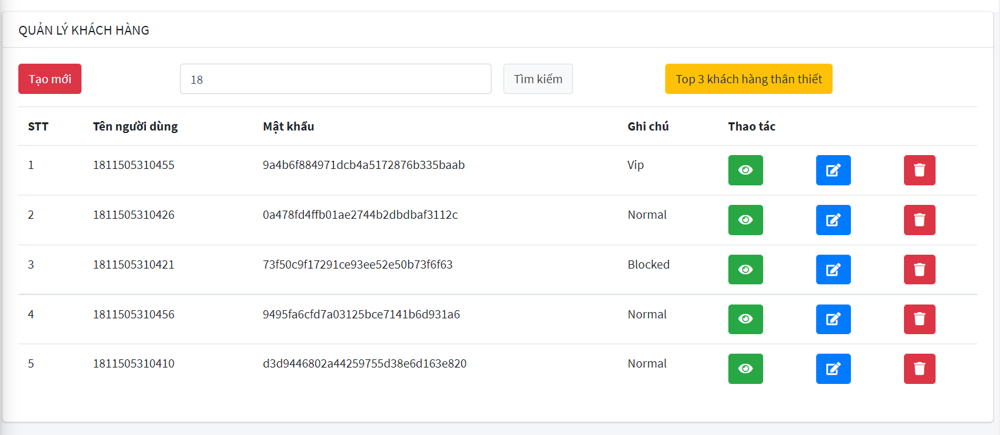 QUẢN LÝ KHÁCH HÀNG
Tạo mới 18 Tìm kiếm Top 3 khách hàng thân thiết
STT Tên người dùng Mật khẩu Ghi chú Thao tác
1 1811505310455 9a4b6f884971dcb4a5172876b335baab Vip
2 1811505310426 0a478fd4ffb01ae2744b2dbdbaf3112c Normal
3 1811505310421 73f50c9f17291ce93ee52e50b73f6f63 Blocked
4 1811505310456 9495fa6cfd7a03125bce7141b6d931a6 Normal
5 1811505310410 d3d9446802a44259755d38e6d163e820 Normal